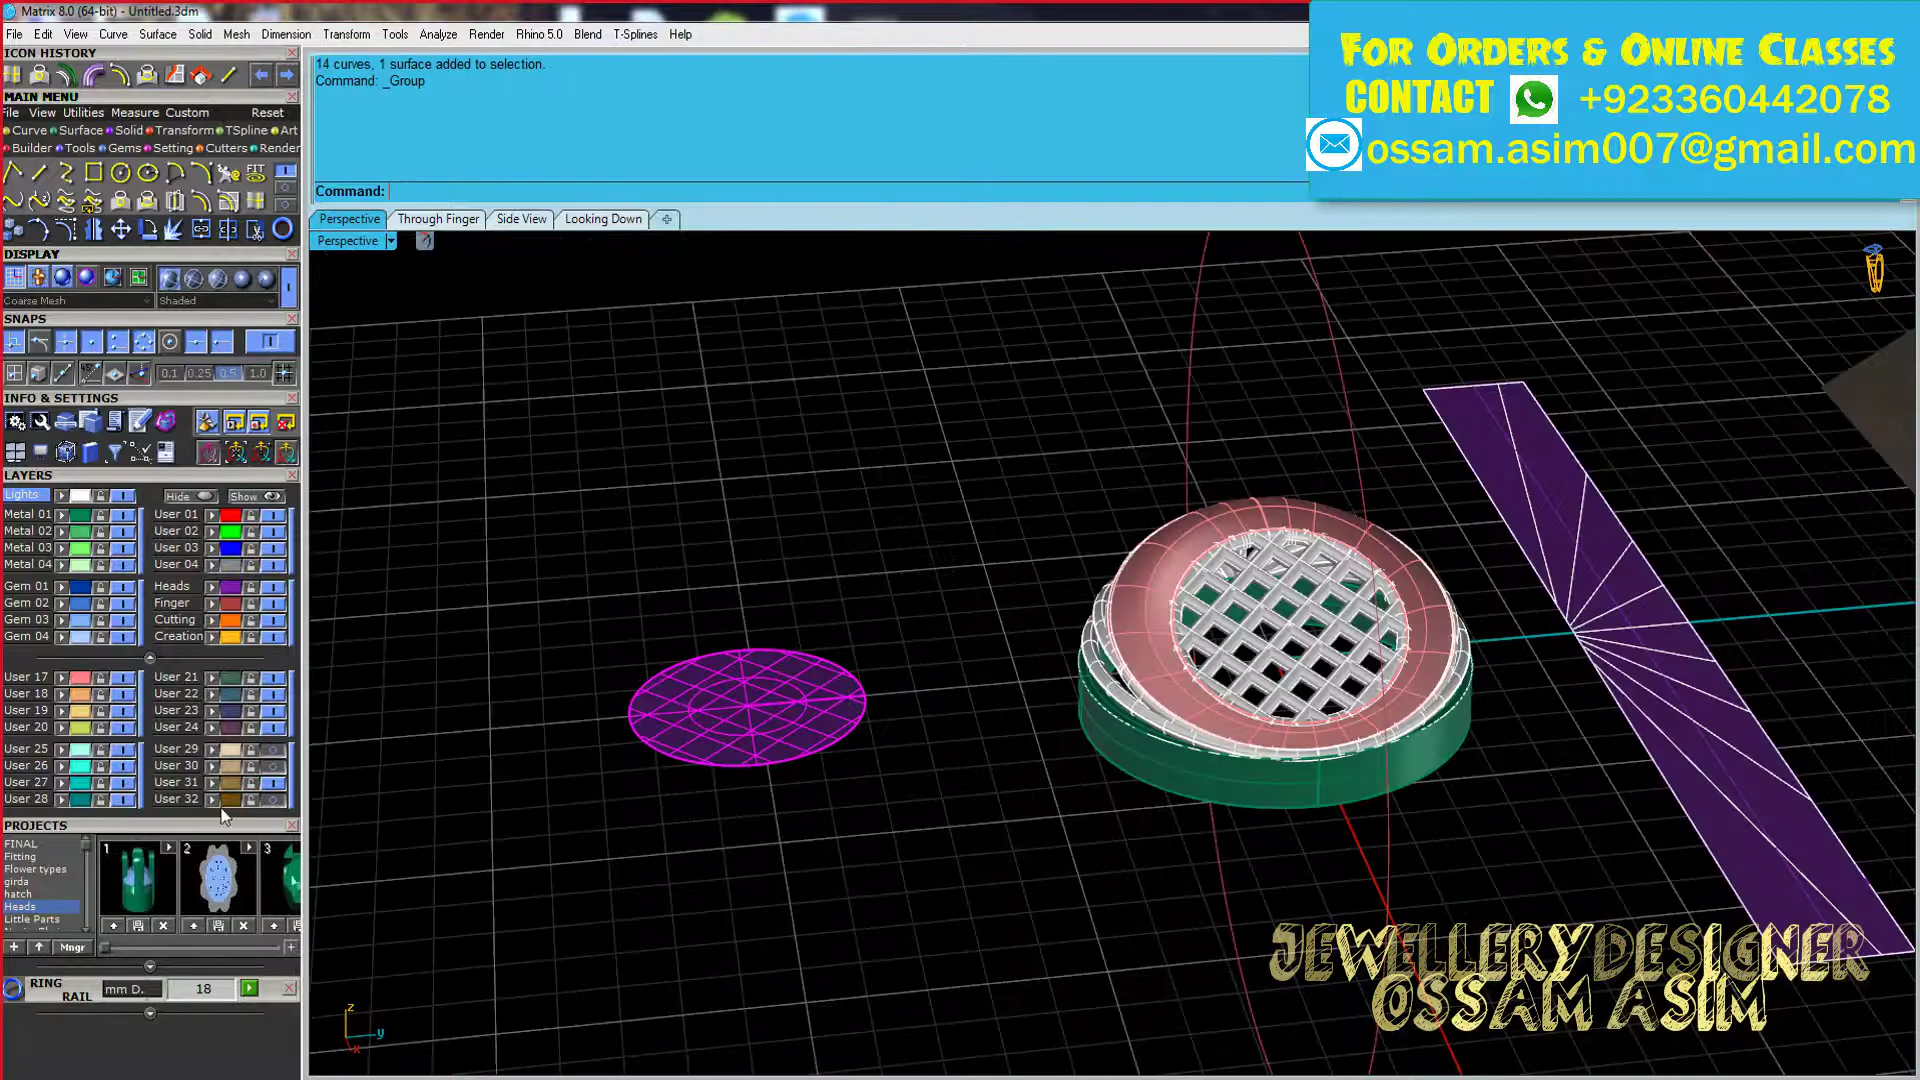 Matrix 8.0 (64-bit) - Untitled.3dm
File Edit View Curve Surface Solid Mesh Dimension Transform Tools Analyze Render Rhino 5.0 Blend T-Splines Help
ICON HISTORY
14 curves, 1 surface added to selection.
Command: _Group
Command:
FOR ORDERS & ONLINE CLASSES
CONTACT +923360442078
ossam.asim007@gmail.com
MAIN MENU
File View Utilities Measure Custom Reset
Curve Surface Solid Transform TSpline Art
Builder Tools Gems Setting Cutters Render
FIT
Perspective Through Finger Side View Looking Down
Perspective
DISPLAY
Coarse Mesh Shaded
SNAPS
0.1 0.25 0.5 1.0
INFO & SETTINGS
LAYERS
Lights Hide Show
Metal 01 User 01
Metal 02 User 02
Metal 03 User 03
Metal 04 User 04
Gem 01 Heads
Gem 02 Finger
Gem 03 Cutting
Gem 04 Creation
User 17 User 21
User 18 User 22
User 19 User 23
User 20 User 24
User 25 User 29
User 26 User 30
User 27 User 31
User 28 User 32
PROJECTS
FINAL
Fitting
Flower types
girda
hatch
Heads
Little Parts
1 2 3
Mngr
RING RAIL mm D. 18
z
y
x
JEWELLERY DESIGNER
OSSAM ASIM